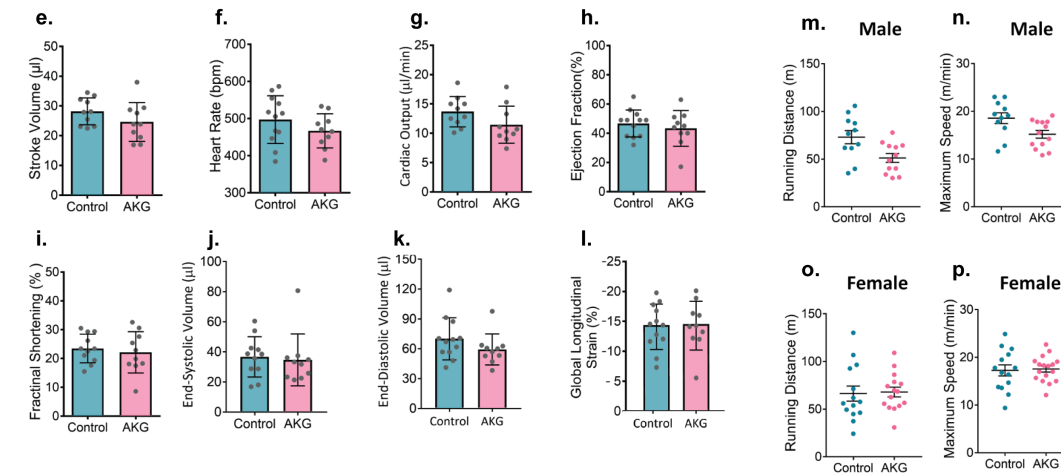 e.
Stroke Volume (µl)
50
40
30
20
10
0
Control AKG
f.
Heart Rate (bpm)
700
600
500
400
300
Control AKG
g.
Cardiac Output (µl/min)
25
20
15
10
5
0
Control AKG
h.
Ejection Fraction(%)
100
80
60
40
20
0
Control AKG
m. Male
Running Distance (m)
150
100
50
0
Control AKG
n. Male
Maximum Speed (m/min)
30
20
10
0
Control AKG
i.
Fractinal Shortening (%)
50
40
30
20
10
0
Control AKG
j.
End-Systolic Volume (µl)
100
80
60
40
20
0
Control AKG
k.
End-Diastolic Volume (µl)
150
120
90
60
30
0
Control AKG
l.
Global Longitudinal
Strain (%)
-25
-20
-15
-10
-5
0
Control AKG
o. Female
Running Distance (m)
150
100
50
0
Control AKG
p. Female
Maximum Speed (m/min)
30
20
10
0
Control AKG